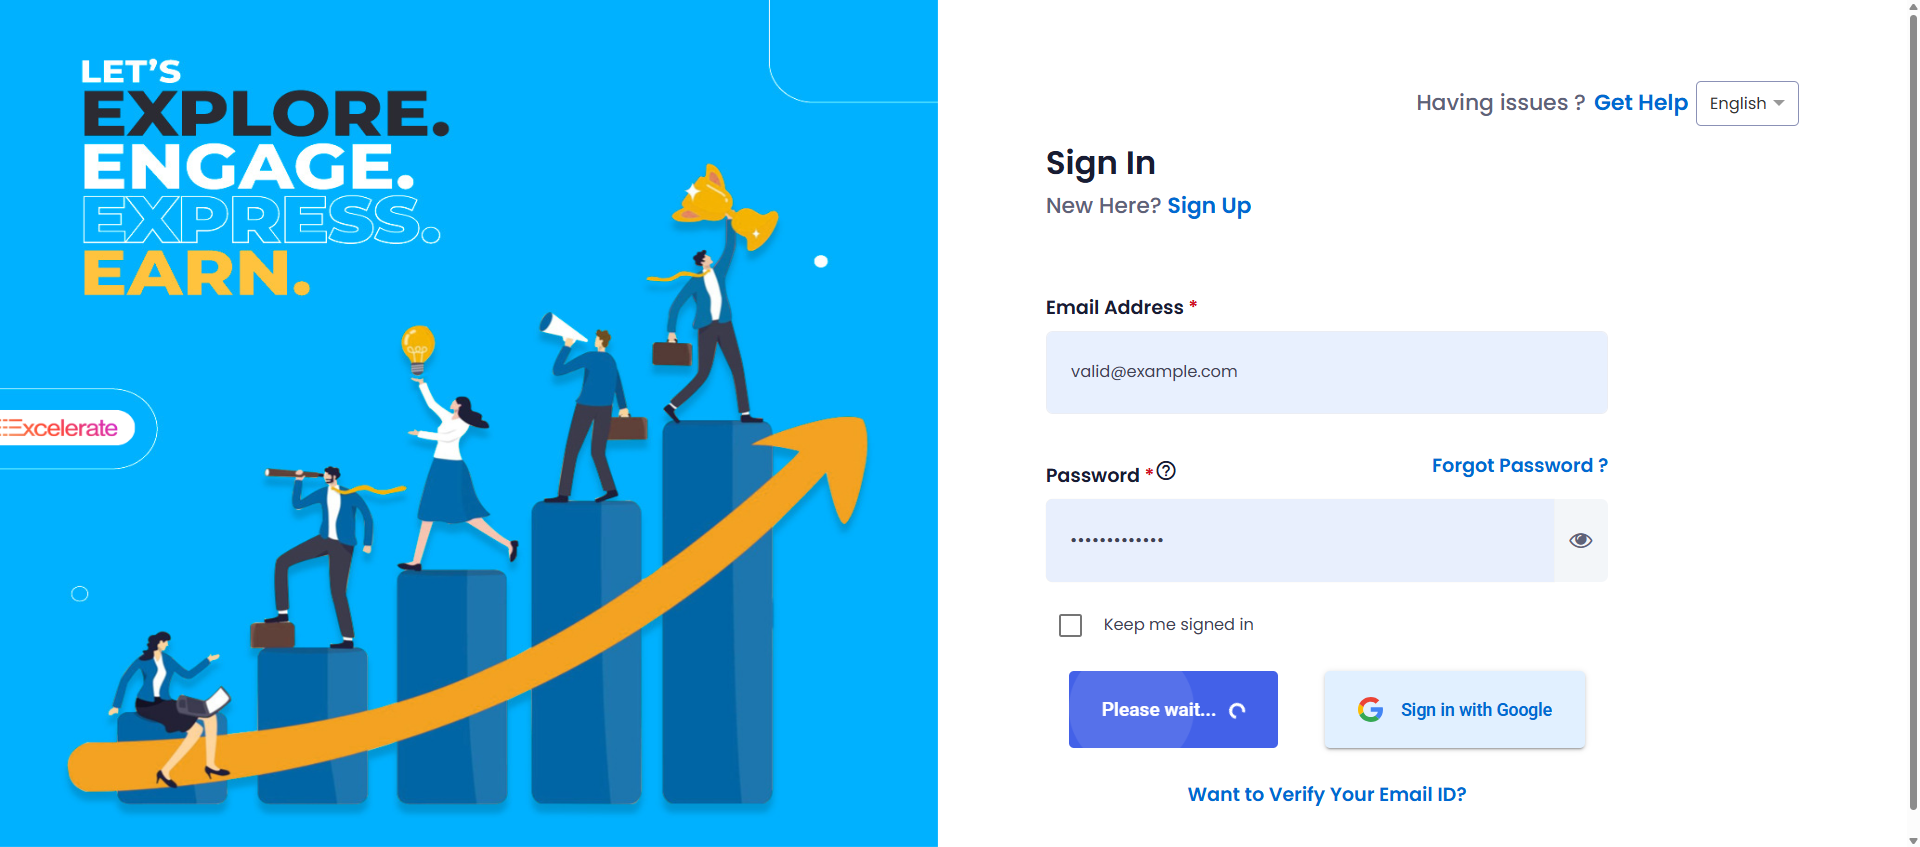 LET'S
EXPLORE.
ENGAGE.
EXPRESS.
EARN.
Excelerate
Having issues ? Get Help English
Sign In
New Here? Sign Up
Email Address *
valid@example.com
Password * Forgot Password ?
•••••••••••••
Keep me signed in
Please wait... Sign in with Google
Want to Verify Your Email ID?